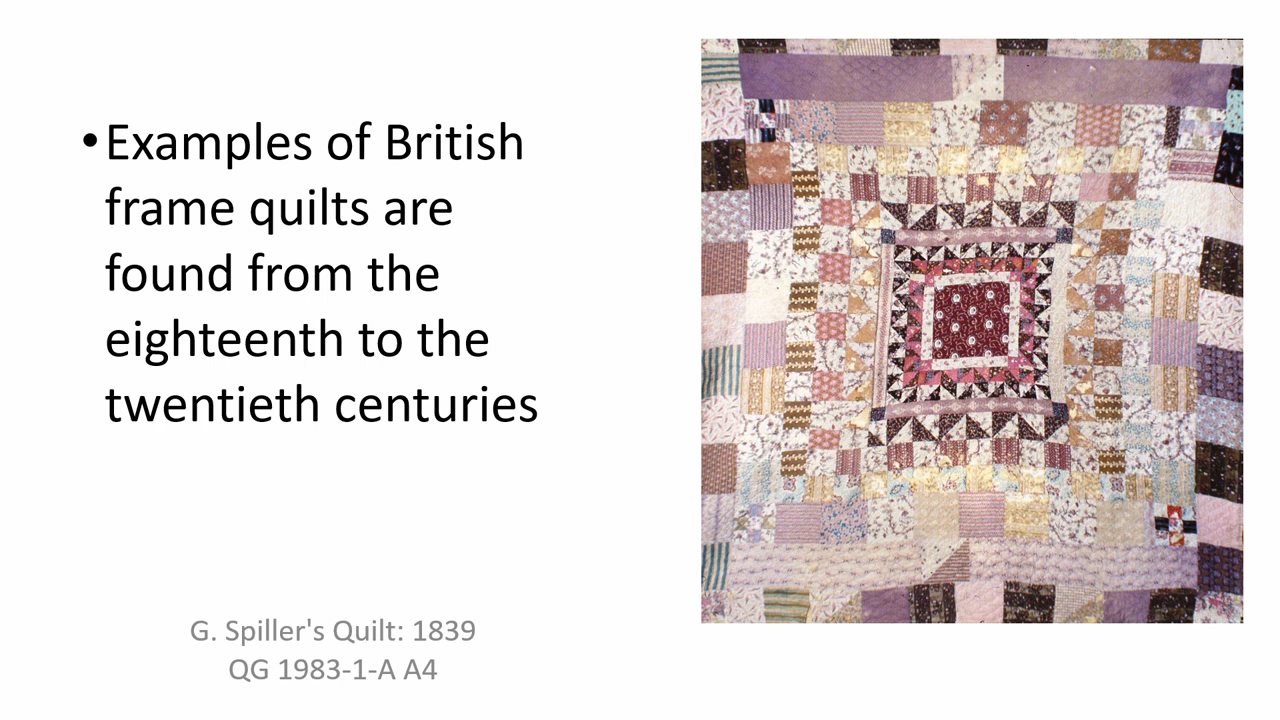 •Examples of British
frame quilts are
found from the
eighteenth to the
twentieth centuries
G. Spiller's Quilt: 1839
QG 1983-1-A A4